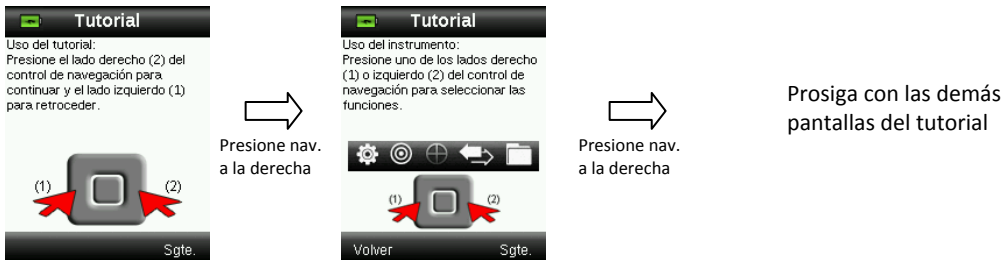 Tutorial
Uso del tutorial:
Presione el lado derecho (2) del
control de navegación para
continuar y el lado izquierdo (1)
para retroceder.
(1)
(2)
Sgte.
Presione nav.
a la derecha
Tutorial
Uso del instrumento:
Presione uno de los lados derecho
(1) o izquierdo (2) del control de
navegación para seleccionar las
funciones.
(1)
(2)
Volver
Sgte.
Presione nav.
a la derecha
Prosiga con las demás
pantallas del tutorial